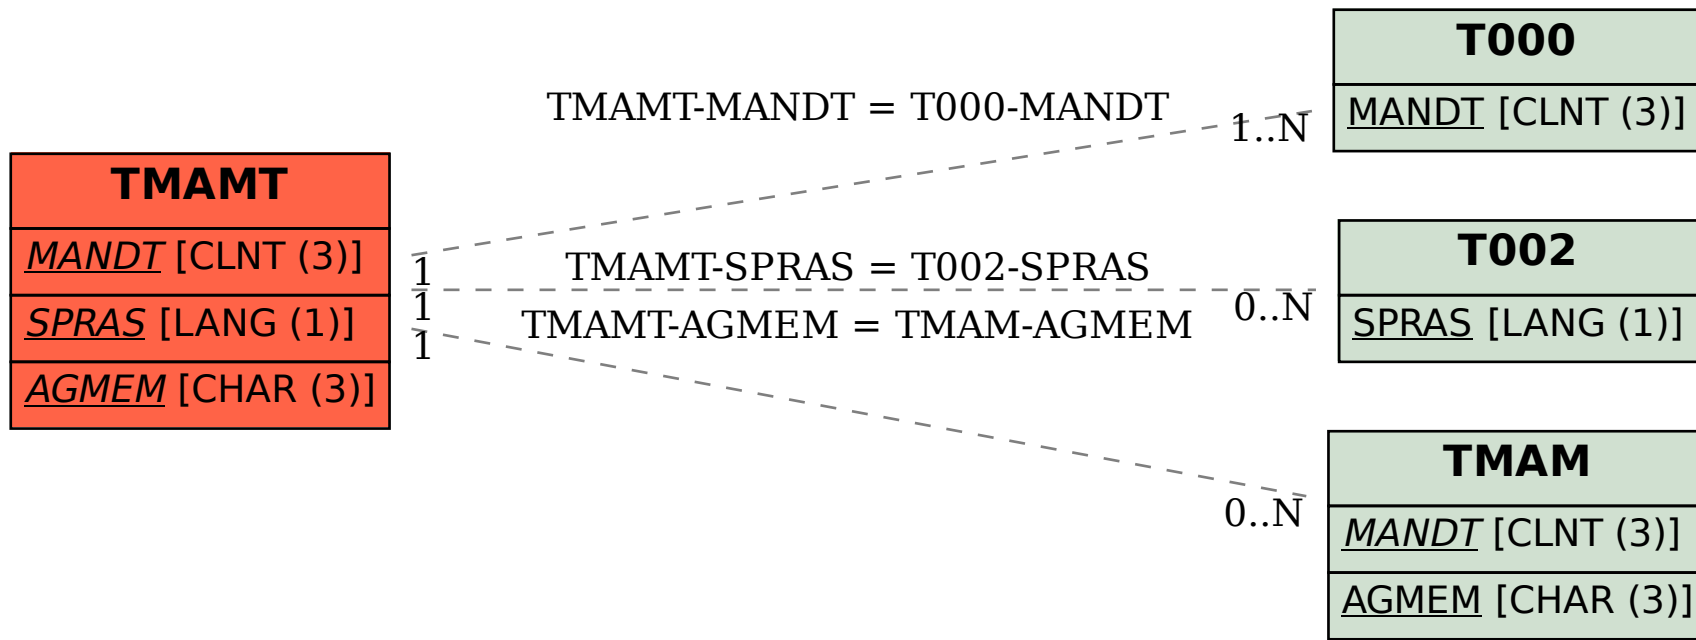 TMAMT
MANDT [CLNT (3)]
SPRAS [LANG (1)]
AGMEM [CHAR (3)]
TMAMT-MANDT = T000-MANDT
1
1..N
TMAMT-SPRAS = T002-SPRAS
1
0..N
TMAMT-AGMEM = TMAM-AGMEM
1
0..N
T000
MANDT [CLNT (3)]
T002
SPRAS [LANG (1)]
TMAM
MANDT [CLNT (3)]
AGMEM [CHAR (3)]